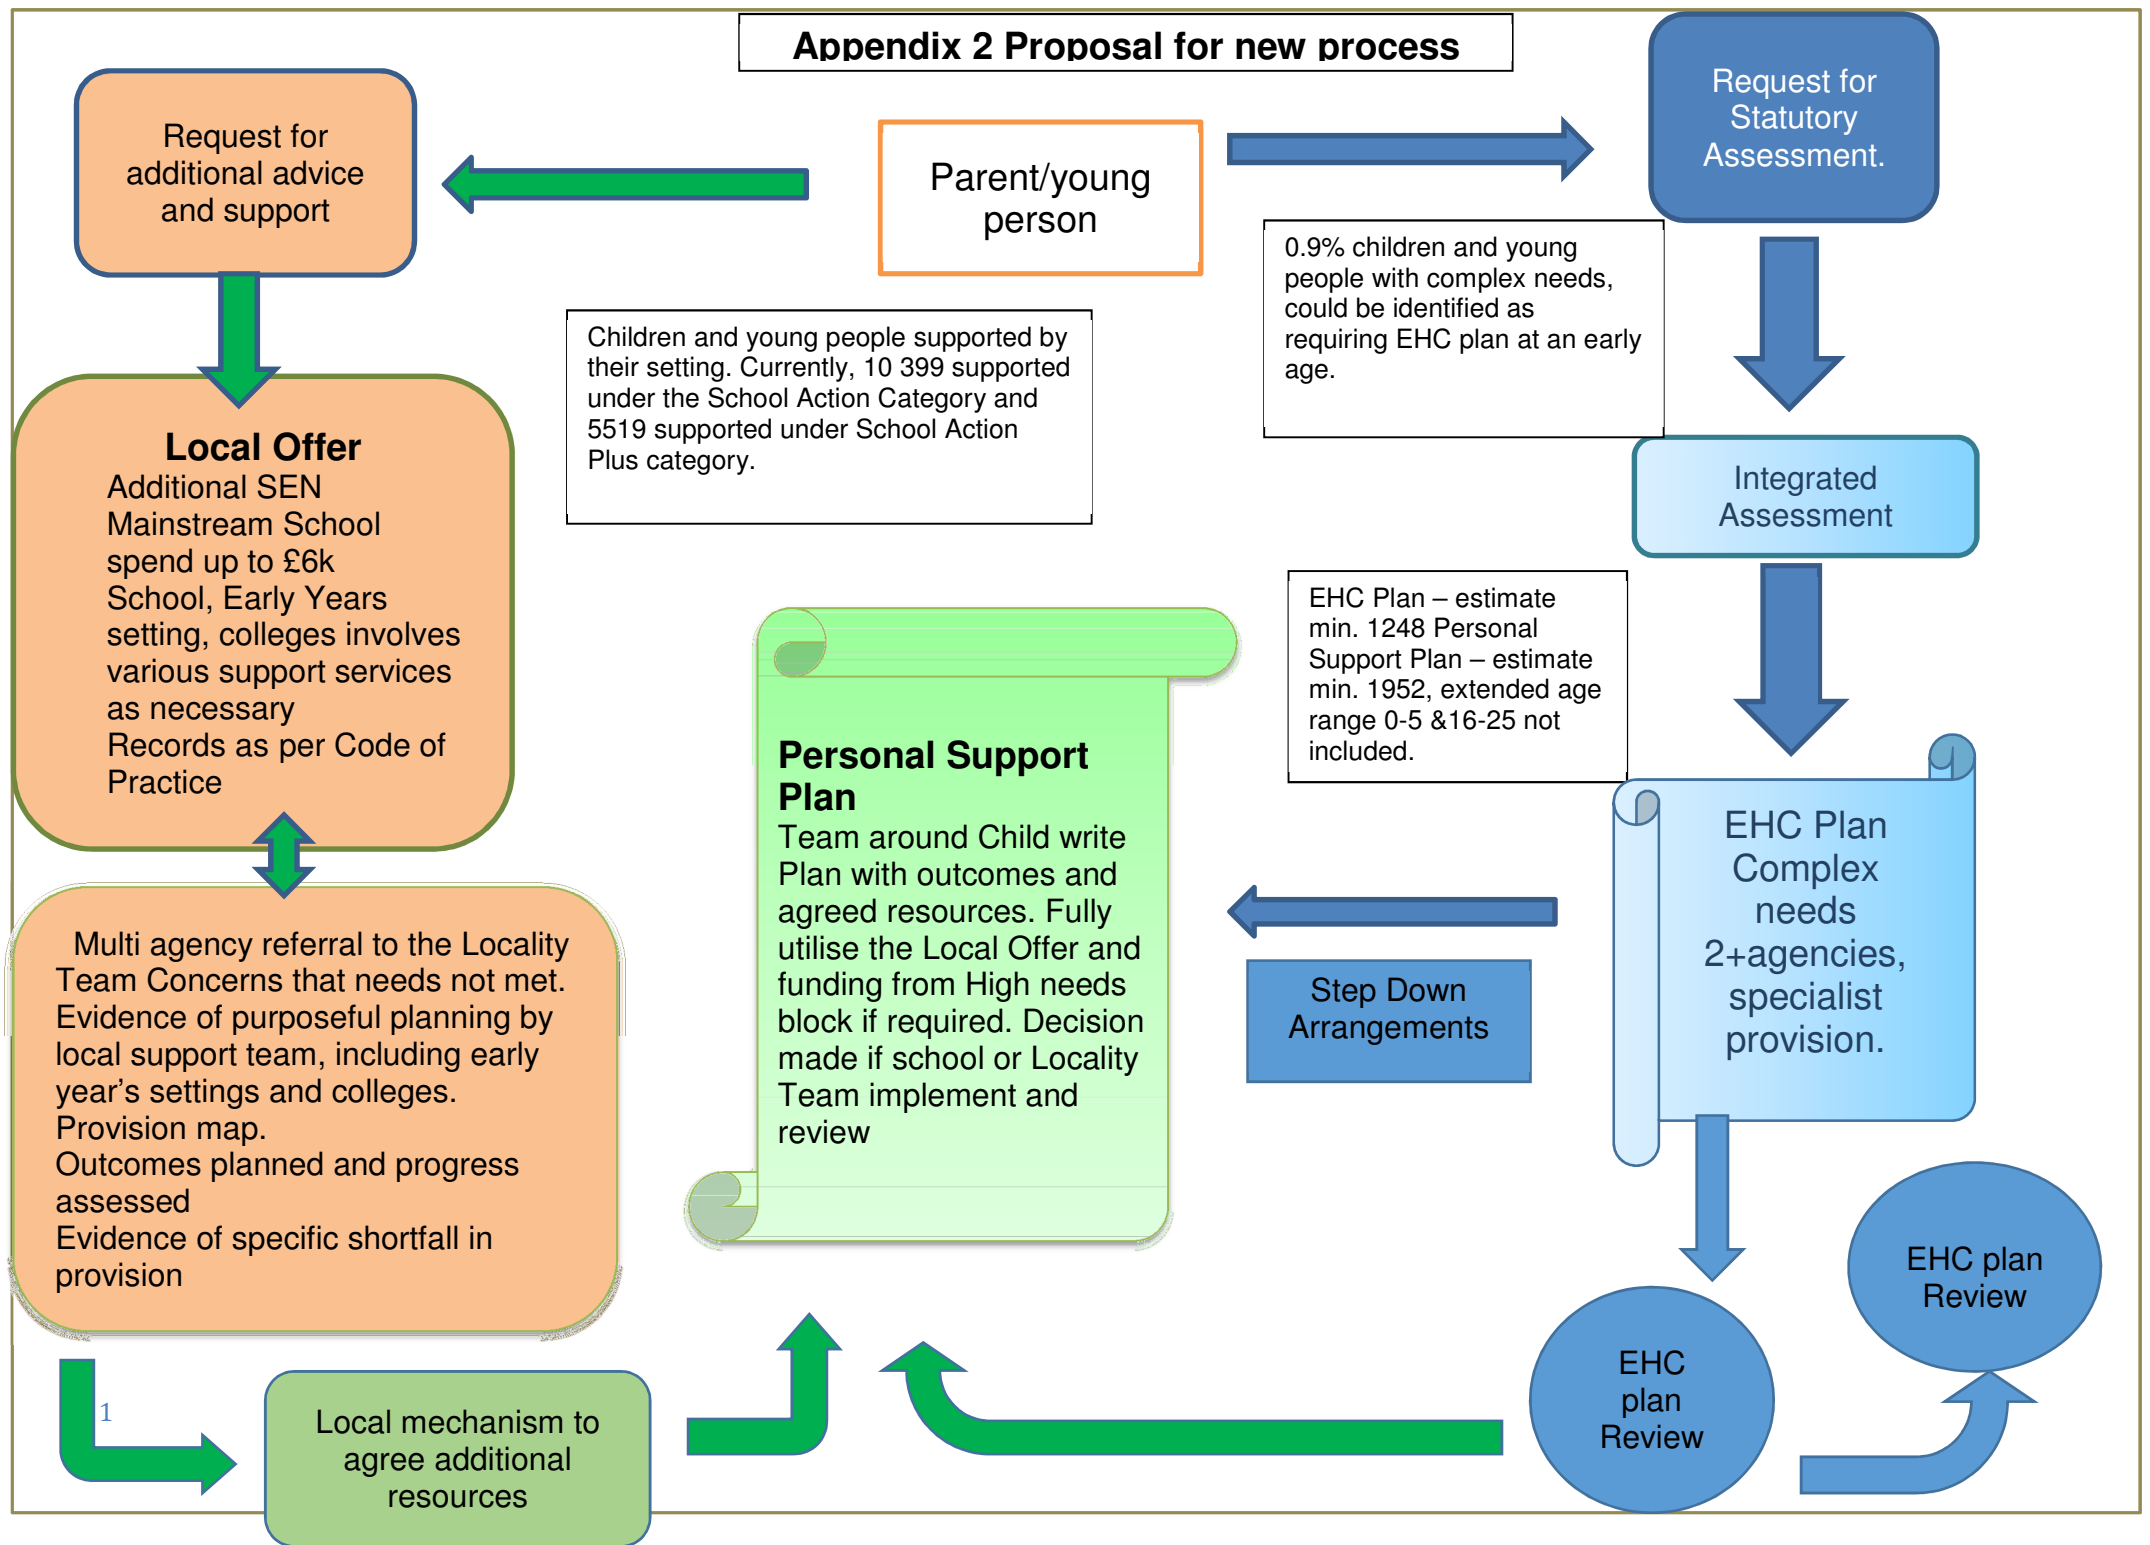 Appendix 2 Proposal for new process
Request for
additional advice
and support
Parent/young
person
Request for
Statutory
Assessment.
0.9% children and young
people with complex needs,
could be identified as
requiring EHC plan at an early
age.
Children and young people supported by
their setting. Currently, 10 399 supported
under the School Action Category and
5519 supported under School Action
Plus category.
Local Offer
Additional SEN
Mainstream School
spend up to £6k
School, Early Years
setting, colleges involves
various support services
as necessary
Records as per Code of
Practice
Integrated
Assessment
EHC Plan – estimate
min. 1248 Personal
Support Plan – estimate
min. 1952, extended age
range 0-5 &16-25 not
included.
Personal Support
Plan
Team around Child write
Plan with outcomes and
agreed resources. Fully
utilise the Local Offer and
funding from High needs
block if required. Decision
made if school or Locality
Team implement and
review
EHC Plan
Complex
needs
2+agencies,
specialist
provision.
Step Down
Arrangements
Multi agency referral to the Locality
Team Concerns that needs not met.
Evidence of purposeful planning by
local support team, including early
year’s settings and colleges.
Provision map.
Outcomes planned and progress
assessed
Evidence of specific shortfall in
provision
EHC plan
Review
EHC
plan
Review
1
Local mechanism to
agree additional
resources